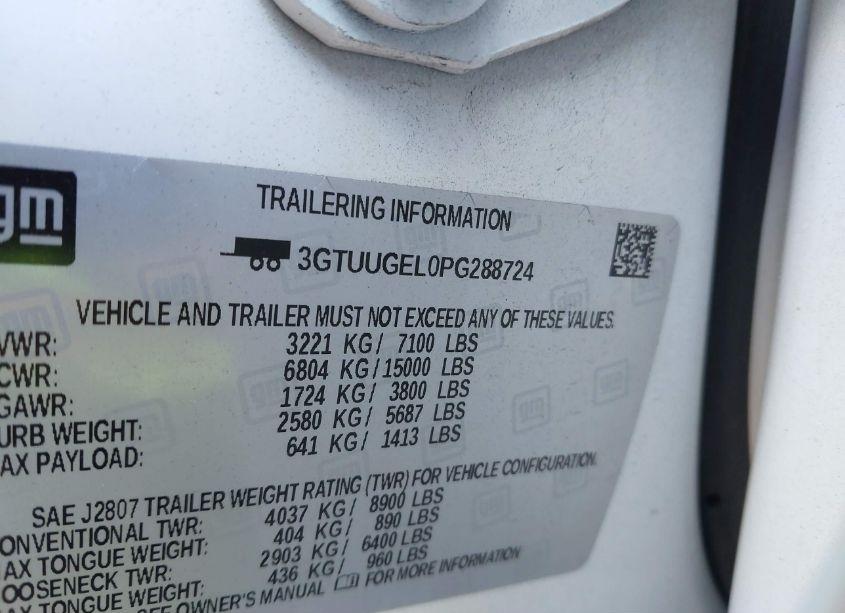 gm
TRAILERING INFORMATION
3GTUUGEL0PG288724
VEHICLE AND TRAILER MUST NOT EXCEED ANY OF THESE VALUES.
VWR: 3221 KG/ 7100 LBS
CWR: 6804 KG/15000 LBS
GAWR: 1724 KG/ 3800 LBS
URB WEIGHT: 2580 KG/ 5687 LBS
AX PAYLOAD: 641 KG/ 1413 LBS
SAE J2807 TRAILER WEIGHT RATING (TWR) FOR VEHICLE CONFIGURATION.
ONVENTIONAL TWR: 4037 KG/ 8900 LBS
AX TONGUE WEIGHT: 404 KG/ 890 LBS
OOSENECK TWR: 2903 KG/ 6400 LBS
AX TONGUE WEIGHT: 436 KG/ 960 LBS
SEE OWNER'S MANUAL FOR MORE INFORMATION